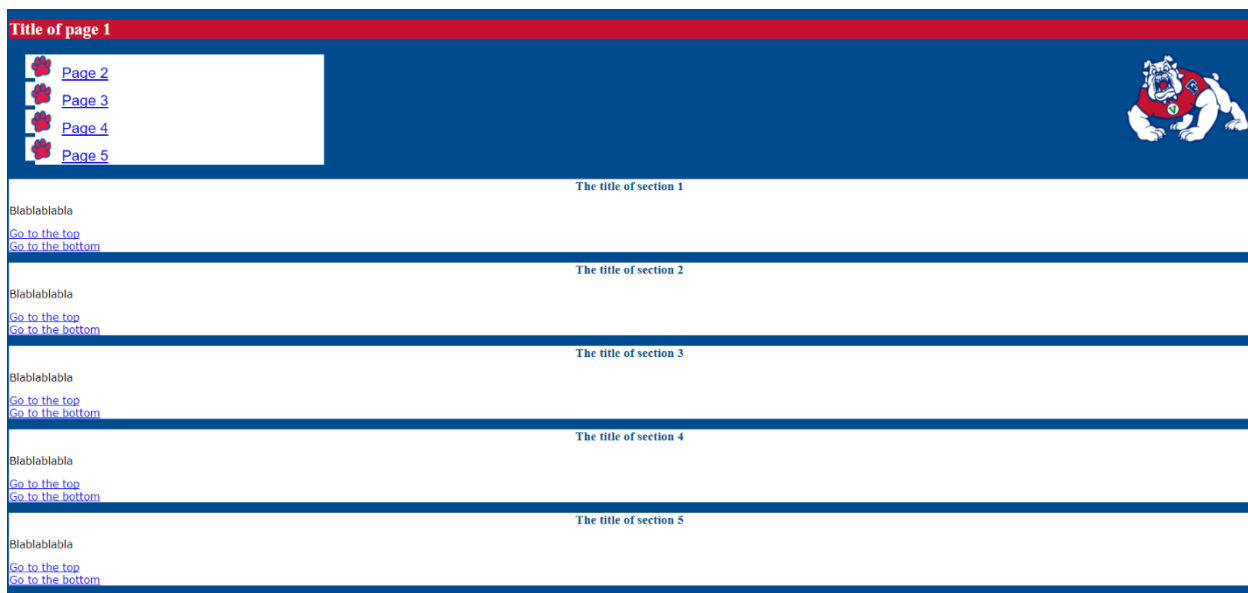 Title of page 1
Page 2
Page 3
Page 4
Page 5
The title of section 1
Blablablabla
Go to the top
Go to the bottom
The title of section 2
Blablablabla
Go to the top
Go to the bottom
The title of section 3
Blablablabla
Go to the top
Go to the bottom
The title of section 4
Blablablabla
Go to the top
Go to the bottom
The title of section 5
Blablablabla
Go to the top
Go to the bottom